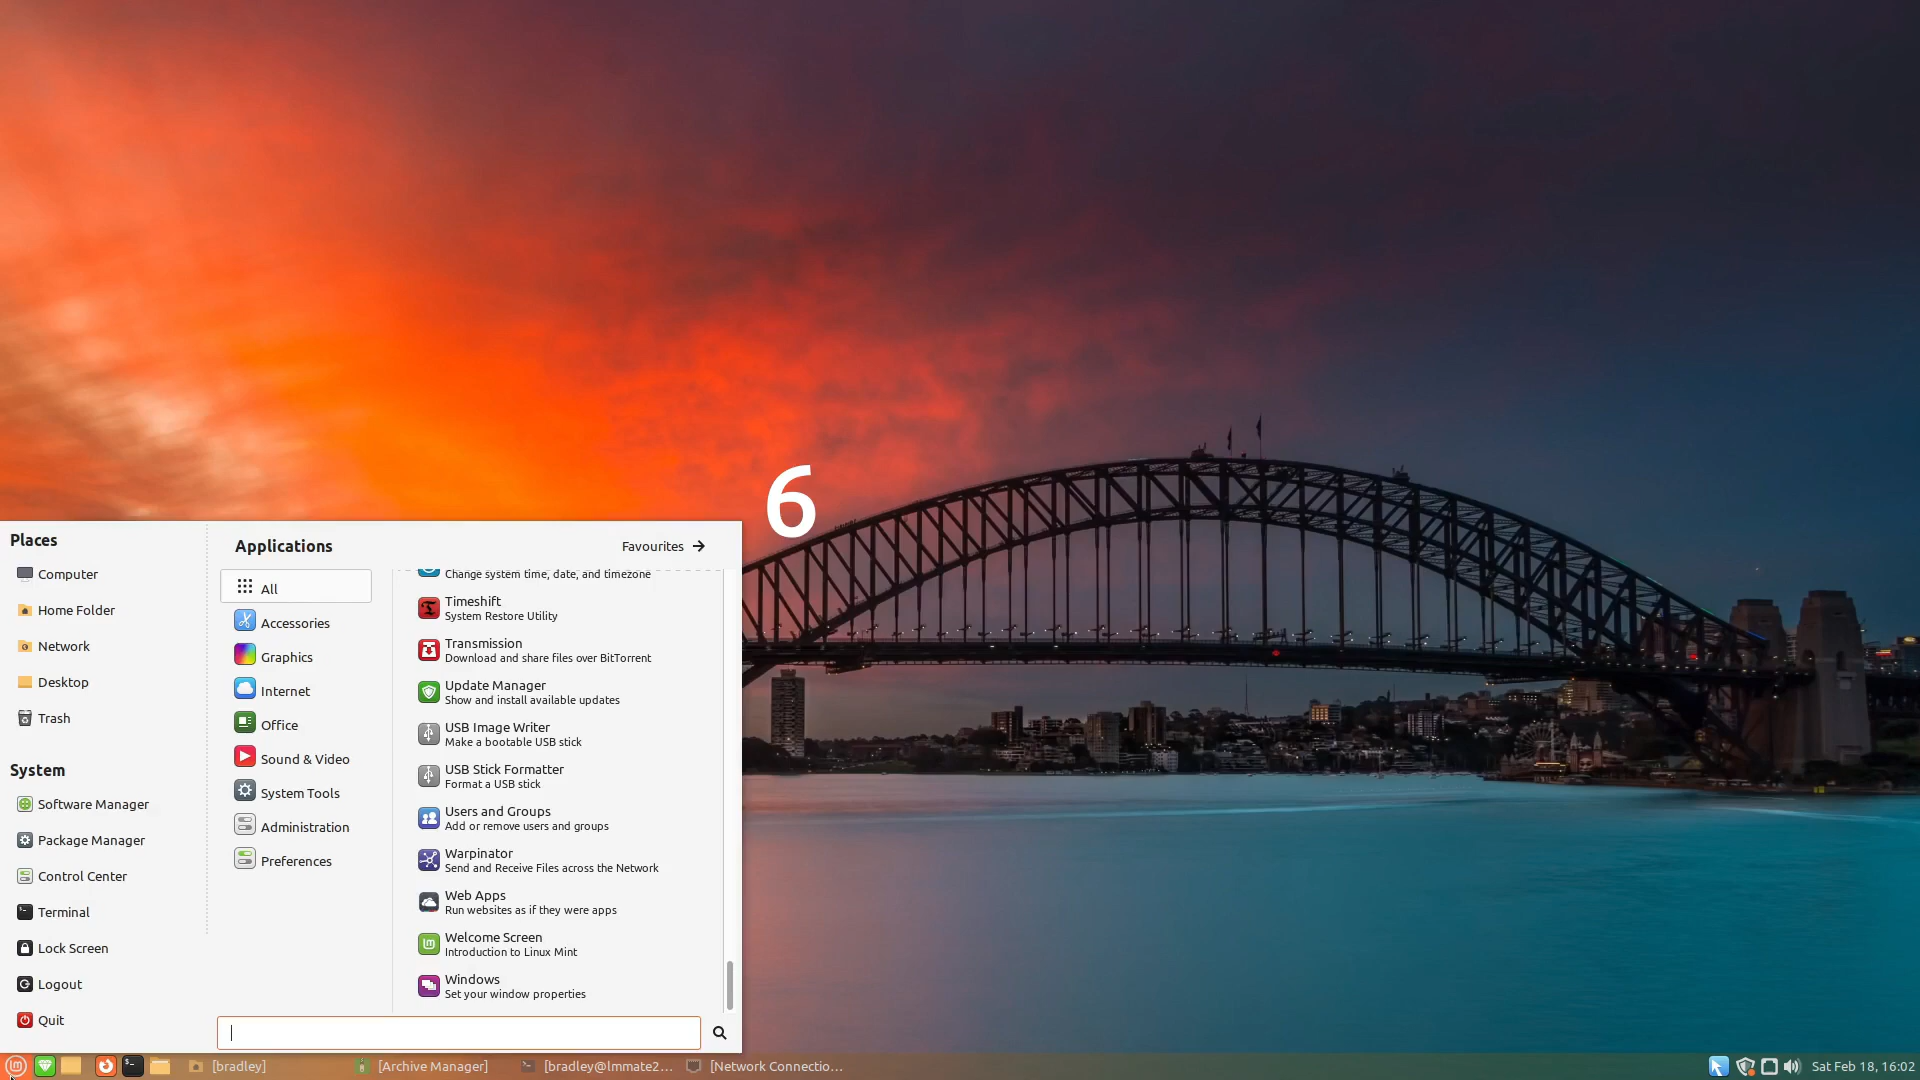 6
Places
Computer
Home Folder
Network
Desktop
Trash
System
Software Manager
Package Manager
Control Center
Terminal
Lock Screen
Logout
Quit
Applications
Favourites
All
Accessories
Graphics
Internet
Office
Sound & Video
System Tools
Administration
Preferences
Change system time, date, and timezone
Timeshift
System Restore Utility
Transmission
Download and share files over BitTorrent
Update Manager
Show and install available updates
USB Image Writer
Make a bootable USB stick
USB Stick Formatter
Format a USB stick
Users and Groups
Add or remove users and groups
Warpinator
Send and Receive Files across the Network
Web Apps
Run websites as if they were apps
Welcome Screen
Introduction to Linux Mint
Windows
Set your window properties
[bradley]
[Archive Manager]
[bradley@lmmate2...
[Network Connectio...
Sat Feb 18, 16:02